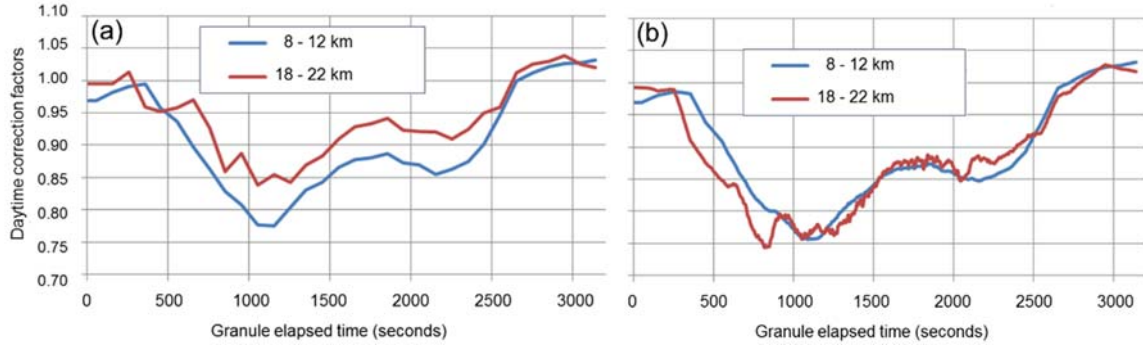 1.10
1.05
1.00
0.95
0.90
0.85
0.80
0.75
0.70
Daytime correction factors
(a)
8 - 12 km
18 - 22 km
0 500 1000 1500 2000 2500 3000
Granule elapsed time (seconds)
(b)
8 - 12 km
18 - 22 km
0 500 1000 1500 2000 2500 3000
Granule elapsed time (seconds)